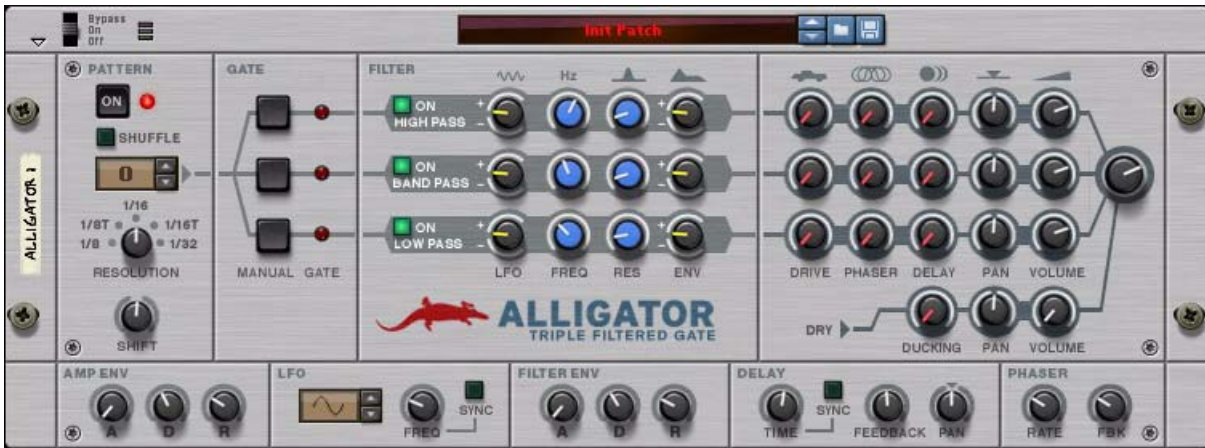 Bypass
On
Off
Init Patch
PATTERN
GATE
FILTER
Hz
ON
SHUFFLE
0
1/16
1/8T
1/16T
1/8
1/32
RESOLUTION
SHIFT
MANUAL GATE
ON
HIGH PASS
ON
BAND PASS
ON
LOW PASS
+
-
+
-
+
-
+
-
+
-
+
-
LFO
FREQ
RES
ENV
DRIVE
PHASER
DELAY
PAN
VOLUME
ALLIGATOR
TRIPLE FILTERED GATE
DRY
DUCKING
PAN
VOLUME
ALLIGATOR 1
AMP ENV
A
D
R
LFO
FREQ
SYNC
FILTER ENV
A
D
R
DELAY
TIME
SYNC
FEEDBACK
PAN
PHASER
RATE
FBK